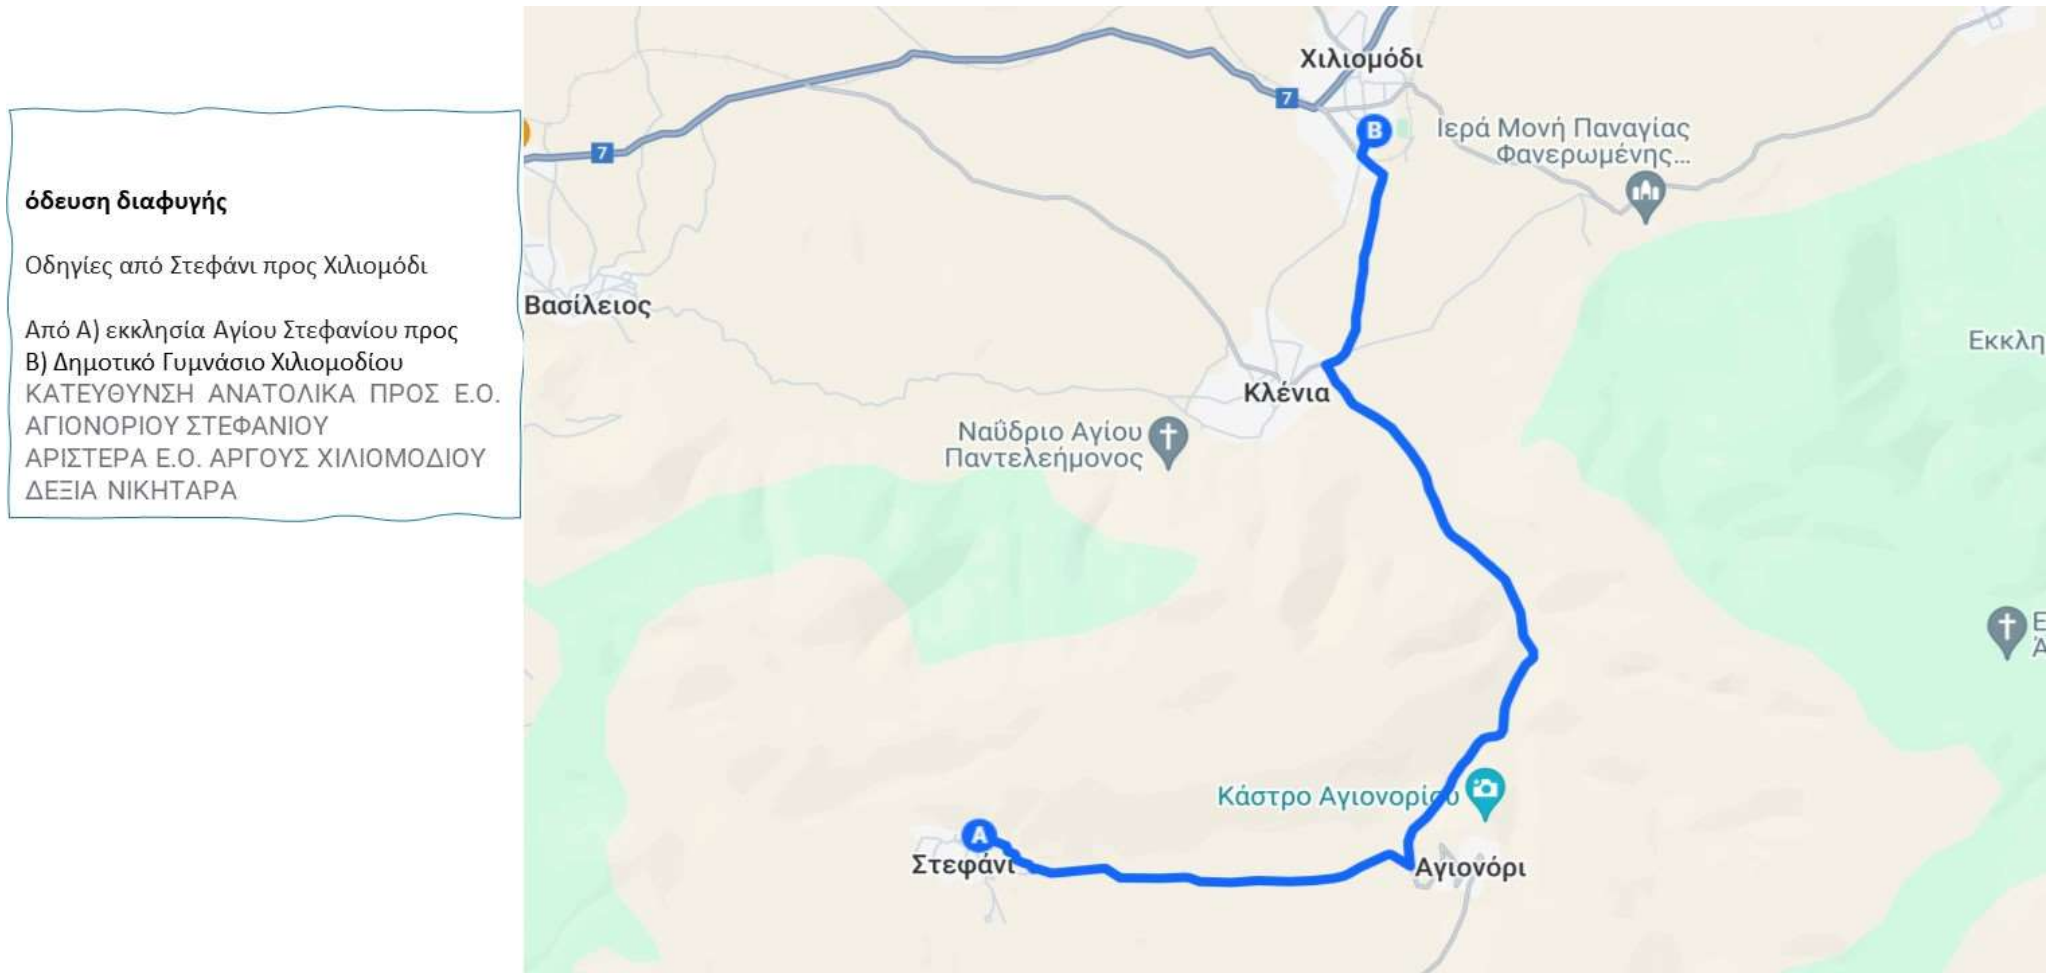 όδευση διαφυγής
Οδηγίες από Στεφάνι προς Χιλιομόδι
Από Α) εκκλησία Αγίου Στεφανίου προς
Β) Δημοτικό Γυμνάσιο Χιλιομοδίου
ΚΑΤΕΥΘΥΝΣΗ ΑΝΑΤΟΛΙΚΑ ΠΡΟΣ Ε.Ο.
ΑΓΙΟΝΟΡΙΟΥ ΣΤΕΦΑΝΙΟΥ
ΑΡΙΣΤΕΡΑ Ε.Ο. ΑΡΓΟΥΣ ΧΙΛΙΟΜΟΔΙΟΥ
ΔΕΞΙΑ ΝΙΚΗΤΑΡΑ
Χιλιομόδι
7
B
Ιερά Μονή Παναγίας
Φανερωμένης...
7
Βασίλειος
Εκκλη
Κλένια
Ναΰδριο Αγίου
Παντελεήμονος
Ε
Ά
Κάστρο Αγιονορίου
A
Στεφάνι
Αγιονόρι